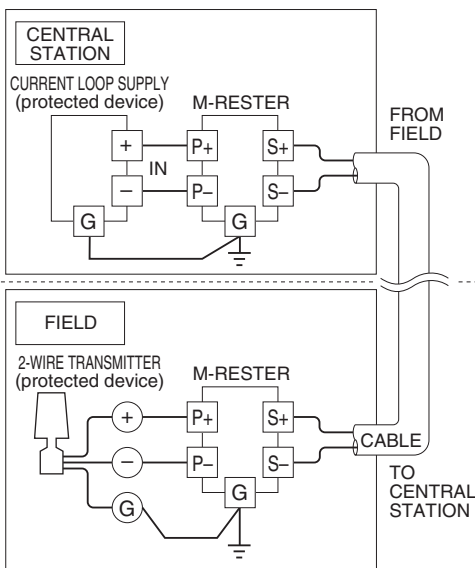 CENTRAL
STATION
CURRENT LOOP SUPPLY
(protected device)
M-RESTER
FROM
FIELD
+
P+
S+
IN
–
P–
S–
G
G
FIELD
2-WIRE TRANSMITTER
(protected device)
M-RESTER
+
P+
S+
–
P–
S–
CABLE
G
G
TO
CENTRAL
STATION